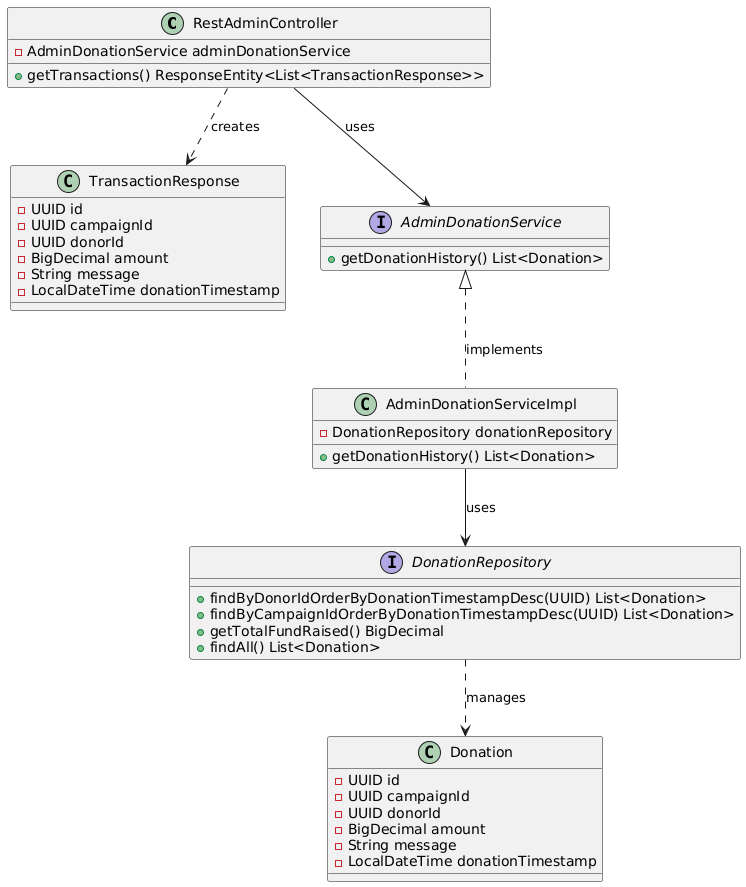 C RestAdminController
AdminDonationService adminDonationService
getTransactions() ResponseEntity<List<TransactionResponse>>
creates
uses
C TransactionResponse
UUID id
UUID campaignId
UUID donorId
BigDecimal amount
String message
LocalDateTime donationTimestamp
I AdminDonationService
getDonationHistory() List<Donation>
implements
C AdminDonationServiceImpl
DonationRepository donationRepository
getDonationHistory() List<Donation>
uses
I DonationRepository
findByDonorIdOrderByDonationTimestampDesc(UUID) List<Donation>
findByCampaignIdOrderByDonationTimestampDesc(UUID) List<Donation>
getTotalFundRaised() BigDecimal
findAll() List<Donation>
manages
C Donation
UUID id
UUID campaignId
UUID donorId
BigDecimal amount
String message
LocalDateTime donationTimestamp